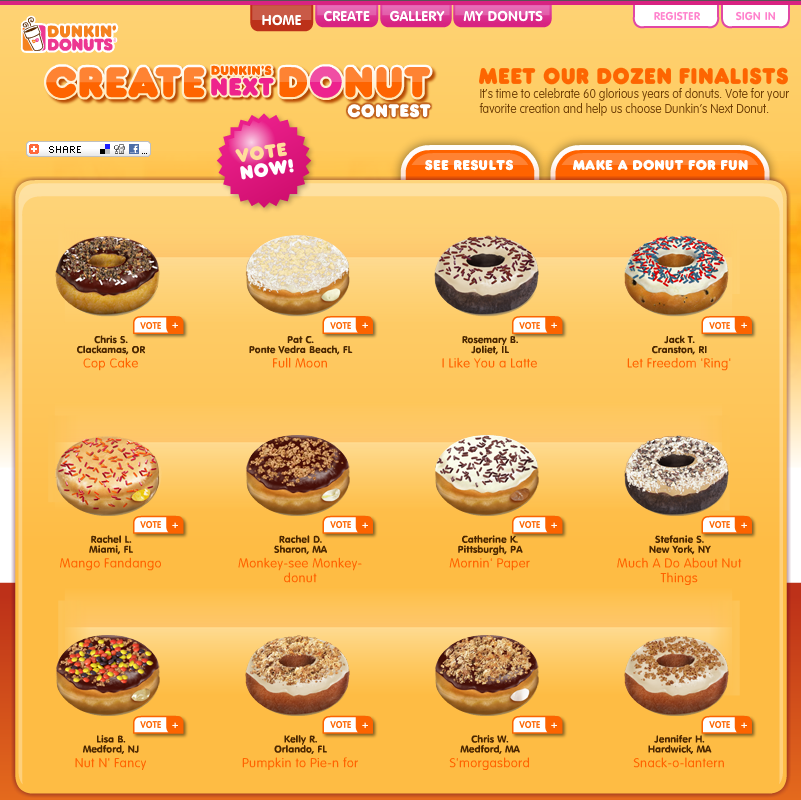 HOME
CREATE
GALLERY
MY DONUTS
REGISTER
SIGN IN
DUNKIN'
DONUTS
CREATE DUNKIN'S NEXT DONUT
CONTEST
MEET OUR DOZEN FINALISTS
It's time to celebrate 60 glorious years of donuts. Vote for your
favorite creation and help us choose Dunkin's Next Donut.
SHARE ...
VOTE
NOW!
SEE RESULTS
MAKE A DONUT FOR FUN
VOTE +
Chris S.
Clackamas, OR
Cop Cake
VOTE +
Pat C.
Ponte Vedra Beach, FL
Full Moon
VOTE +
Rosemary B.
Joliet, IL
I Like You a Latte
VOTE +
Jack T.
Cranston, RI
Let Freedom 'Ring'
VOTE +
Rachel L.
Miami, FL
Mango Fandango
VOTE +
Rachel D.
Sharon, MA
Monkey-see Monkey-
donut
VOTE +
Catherine K.
Pittsburgh, PA
Mornin' Paper
VOTE +
Stefanie S.
New York, NY
Much A Do About Nut
Things
VOTE +
Lisa B.
Medford, NJ
Nut N' Fancy
VOTE +
Kelly R.
Orlando, FL
Pumpkin to Pie-n for
VOTE +
Chris W.
Medford, MA
S'morgasbord
VOTE +
Jennifer H.
Hardwick, MA
Snack-o-lantern